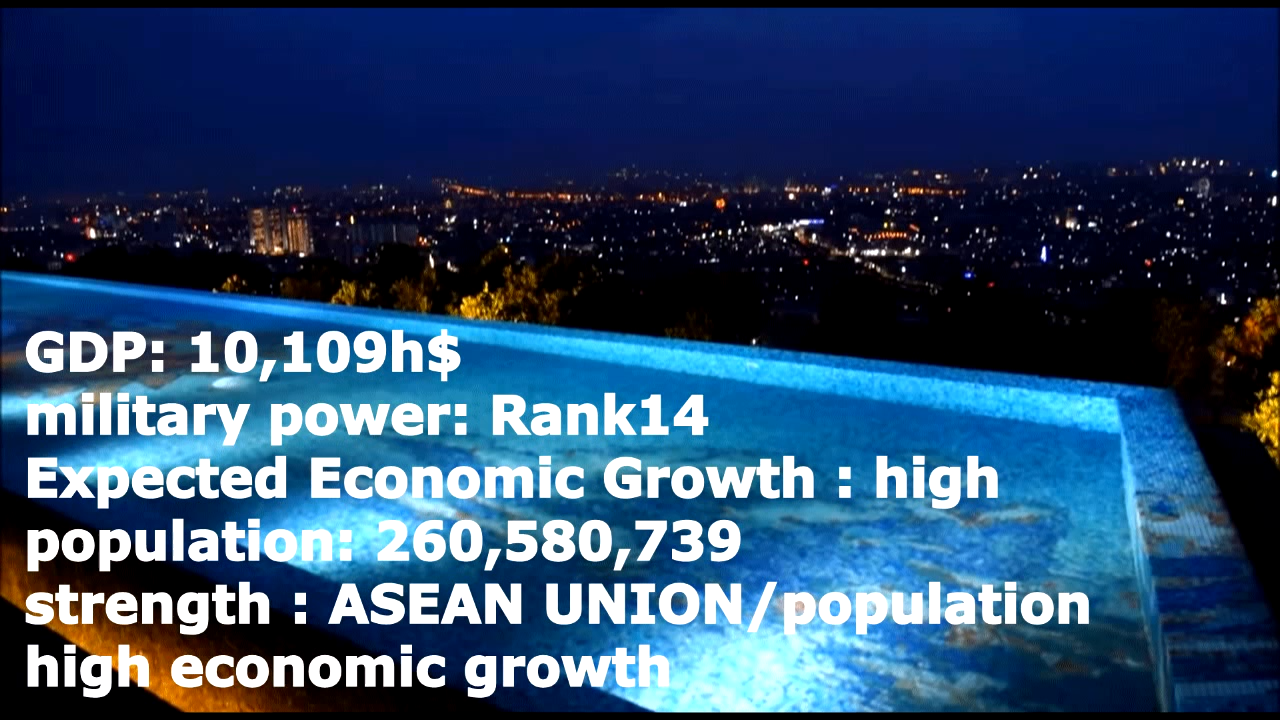 GDP: 10,109h$
military power: Rank14
Expected Economic Growth : high
population: 260,580,739
strength : ASEAN UNION/population
high economic growth